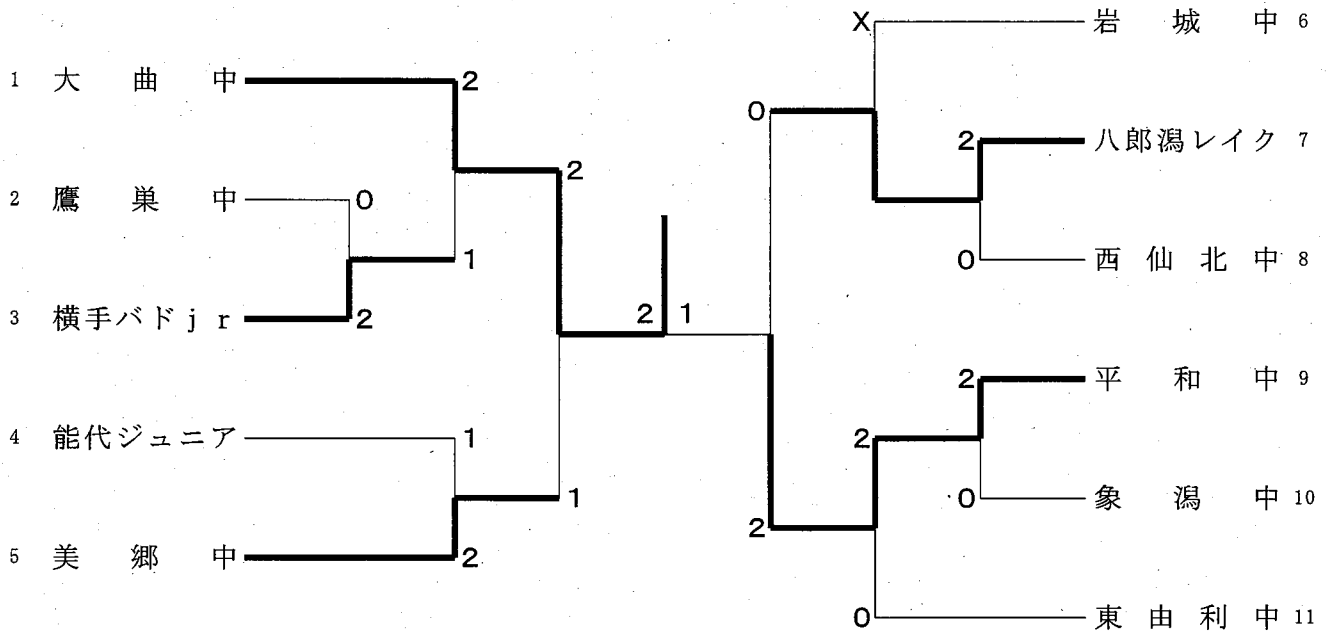 1 大曲中 2
2 鷹巣中 0
2
1
3 横手バドjr 2
4 能代ジュニア 1
1
5 美郷中 2
2 1
X 岩城中 6
0
2 八郎潟レイク 7
0 西仙北中 8
2 平和中 9
2
0 象潟中 10
2
0 東由利中 11